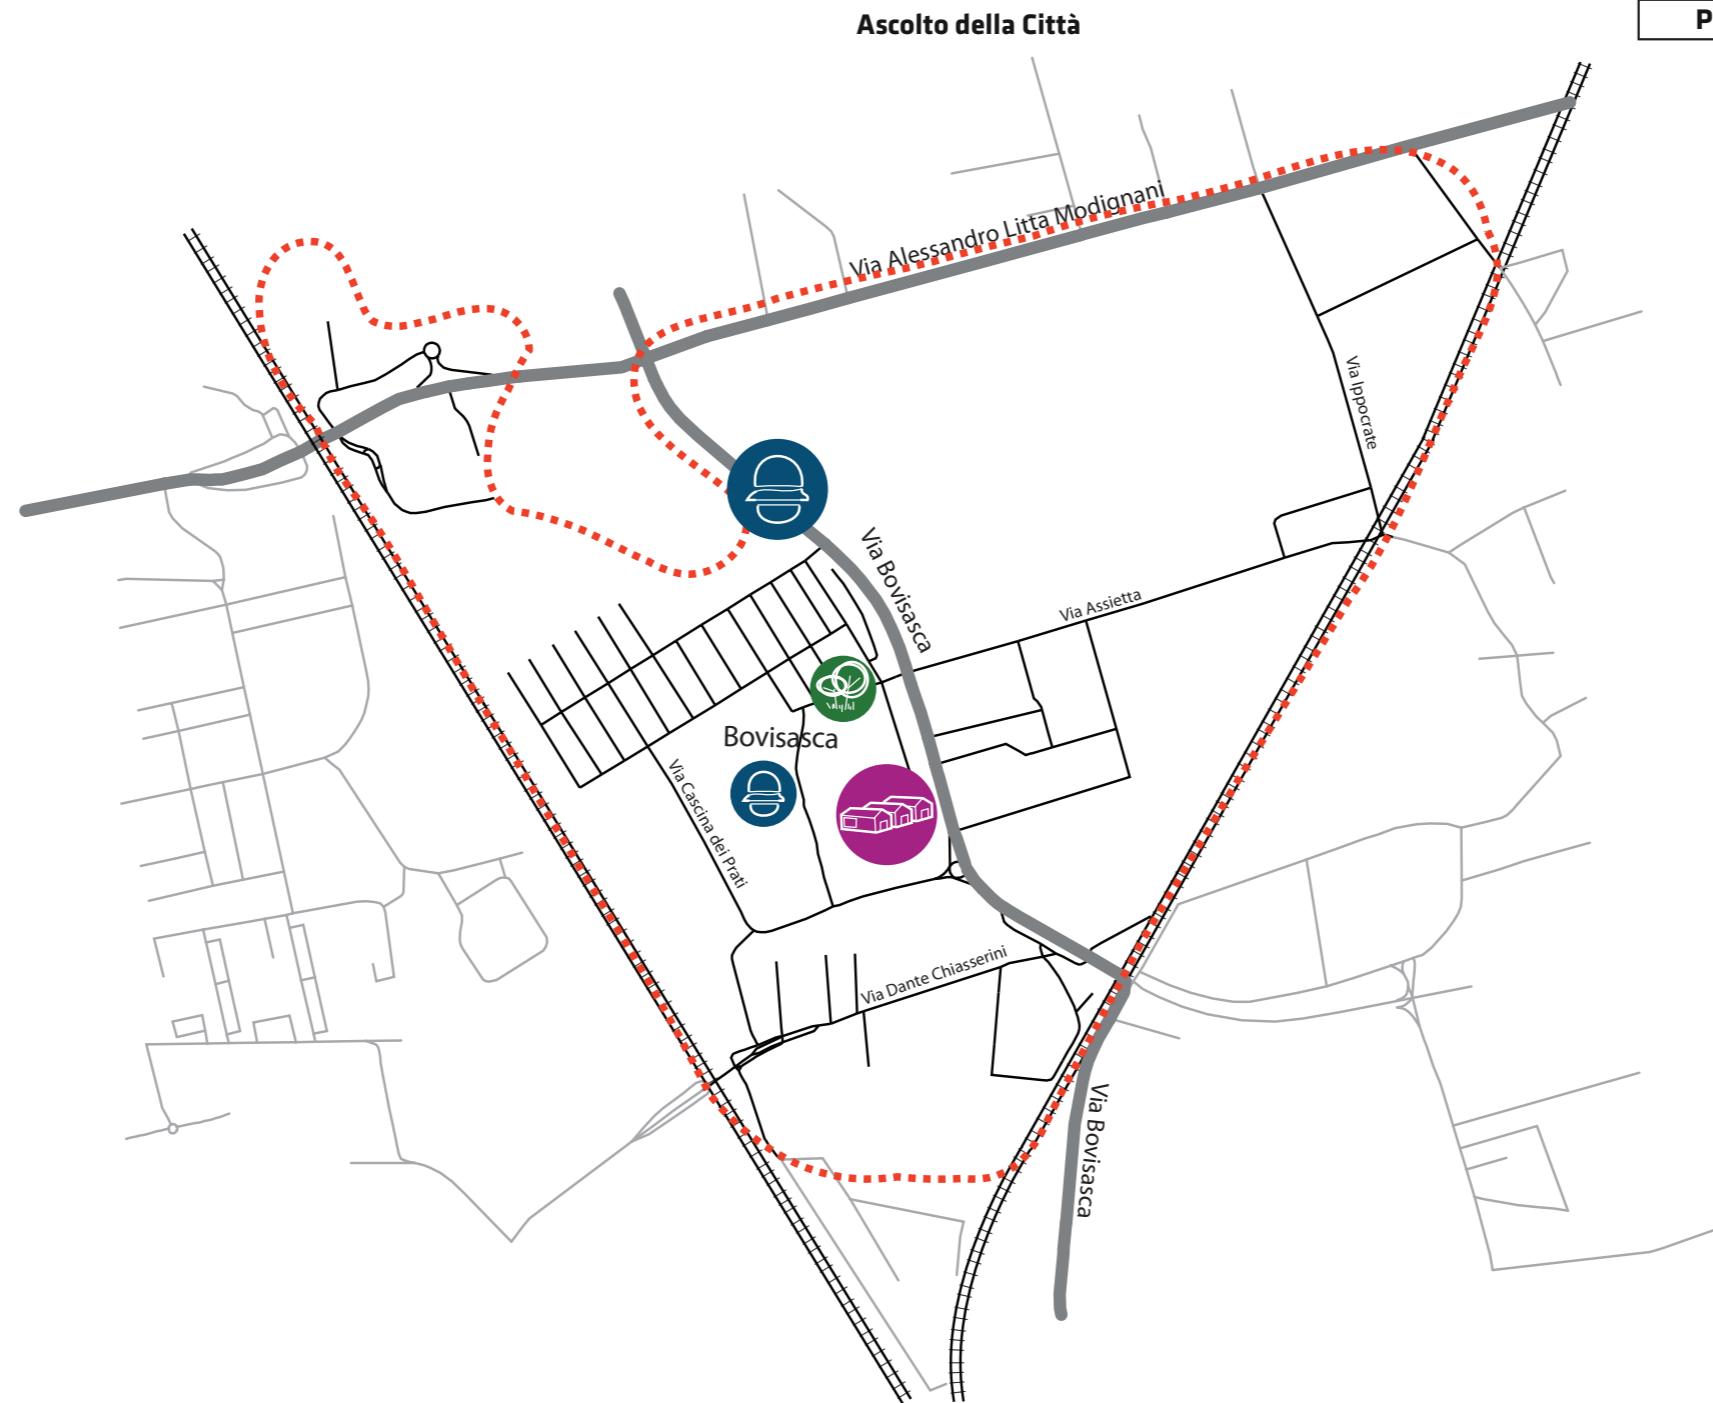 Ascolto della Città
P
Via Alessandro Litta Modignani
Via Ippocrate
Via Bovisasca
Via Assietta
Bovisasca
Via Cascina dei Prati
Via Dante Chiasserini
Via Bovisasca